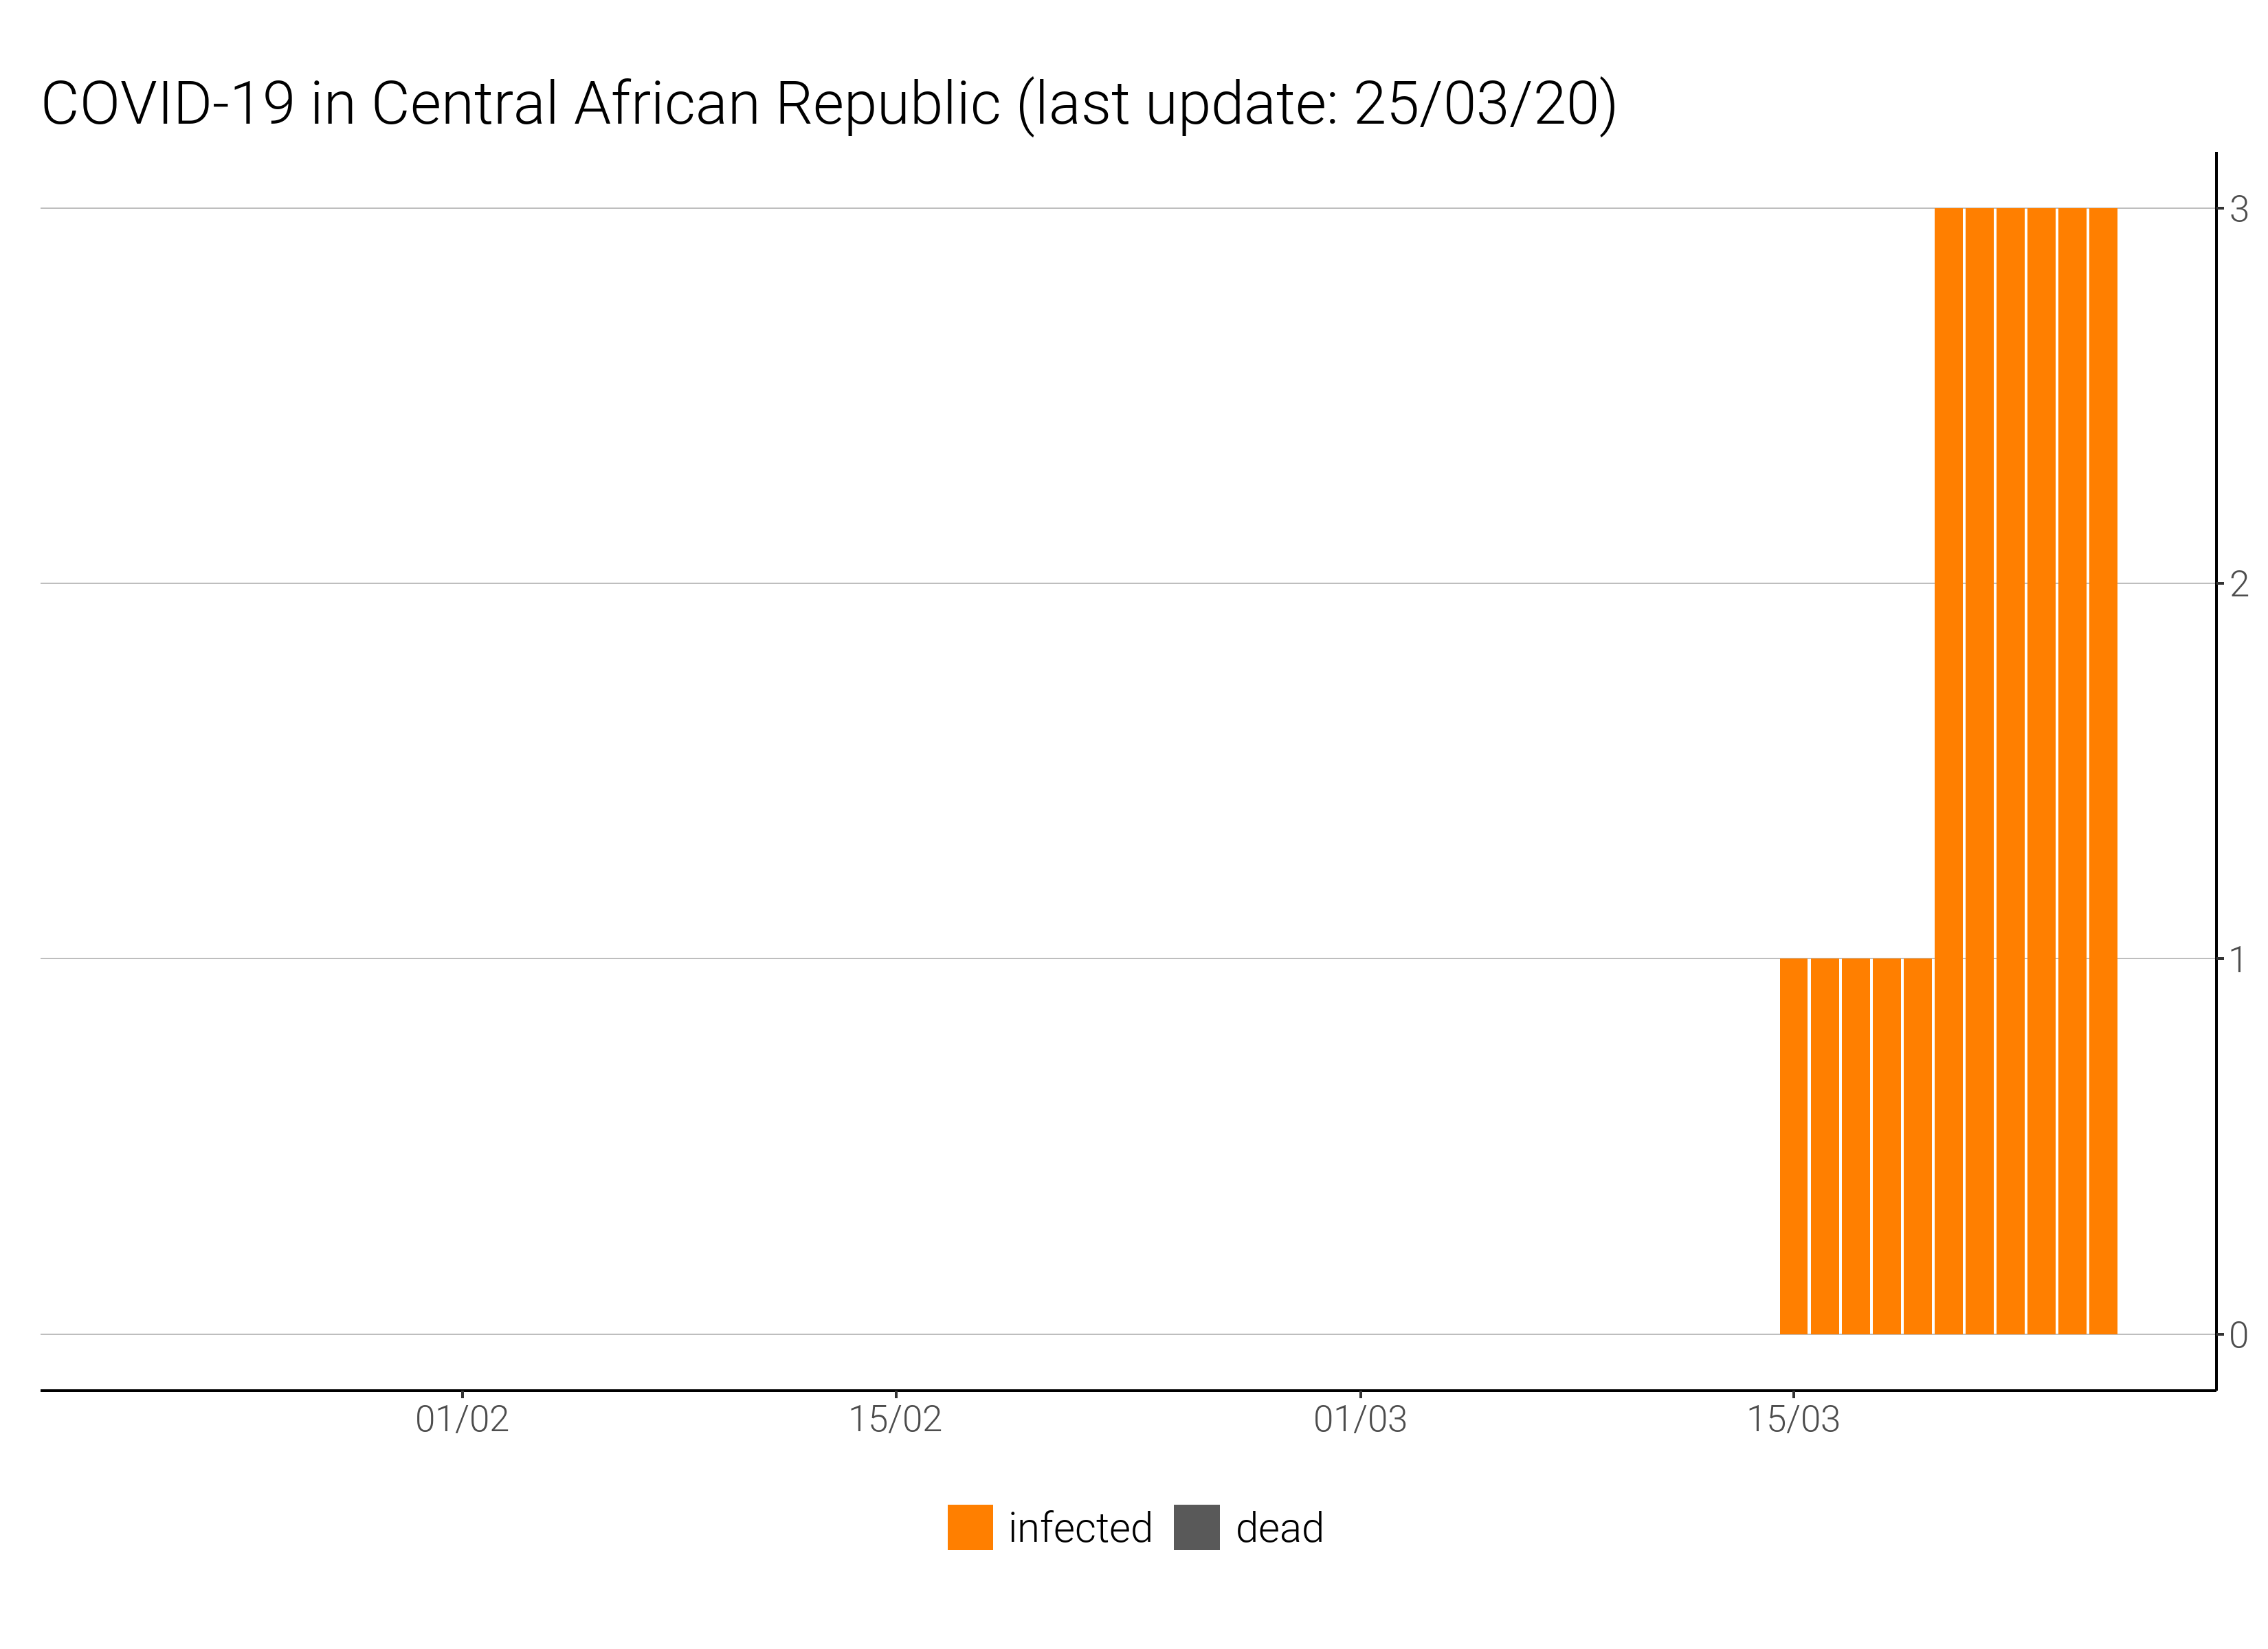 COVID-19 in Central African Republic (last update: 25/03/20)
3
2
1
0
01/02 15/02 01/03 15/03
infected dead